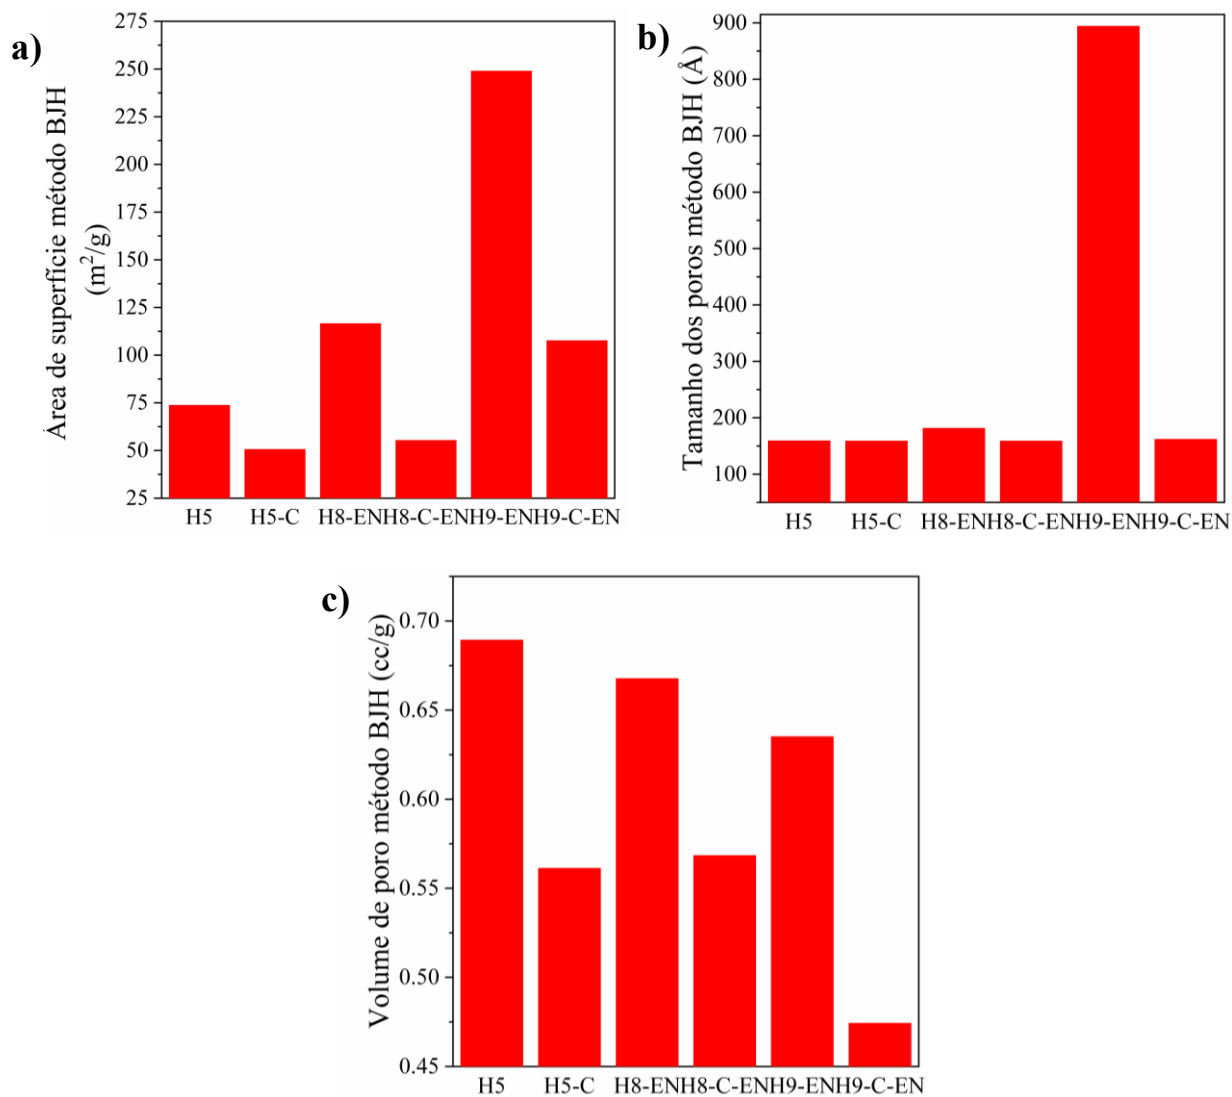 a)
Área de superfície método BJH
(m²/g)
275
250
225
200
175
150
125
100
75
50
25
H5 H5-C H8-EN H8-C-EN H9-EN H9-C-EN
b)
Tamanho dos poros método BJH (Å)
900
800
700
600
500
400
300
200
100
H5 H5-C H8-EN H8-C-EN H9-EN H9-C-EN
c)
Volume de poro método BJH (cc/g)
0.70
0.65
0.60
0.55
0.50
0.45
H5 H5-C H8-EN H8-C-EN H9-EN H9-C-EN